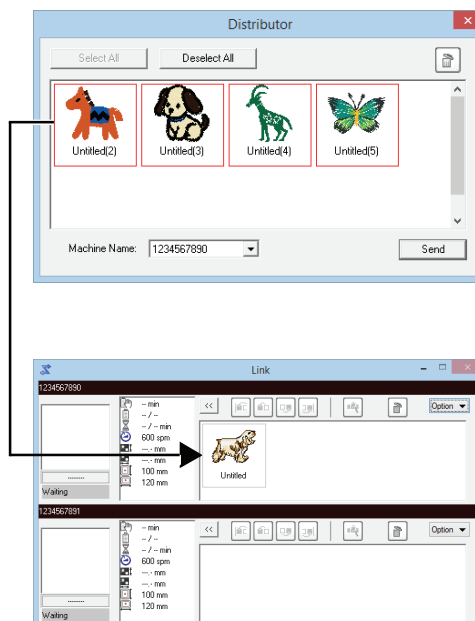 Distributor
Select All
Deselect All
Untitled(2)
Untitled(3)
Untitled(4)
Untitled(5)
Machine Name:
1234567890
Send
Link
1234567890
-- min
-- / --
-- / -- min
600 spm
---.- mm
---.- mm
100 mm
120 mm
<<
Option
Untitled
--------
Waiting
1234567891
-- min
-- / --
-- / -- min
600 spm
---.- mm
---.- mm
100 mm
120 mm
<<
Option
--------
Waiting